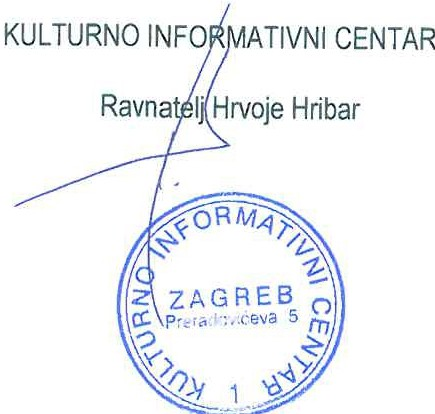 KULTURNO INFORMATIVNI CENTAR
Ravnatelj Hrvoje Hribar
KULTURNO INFORMATIVNI CENTAR
ZAGREB
Preradovićeva 5
1